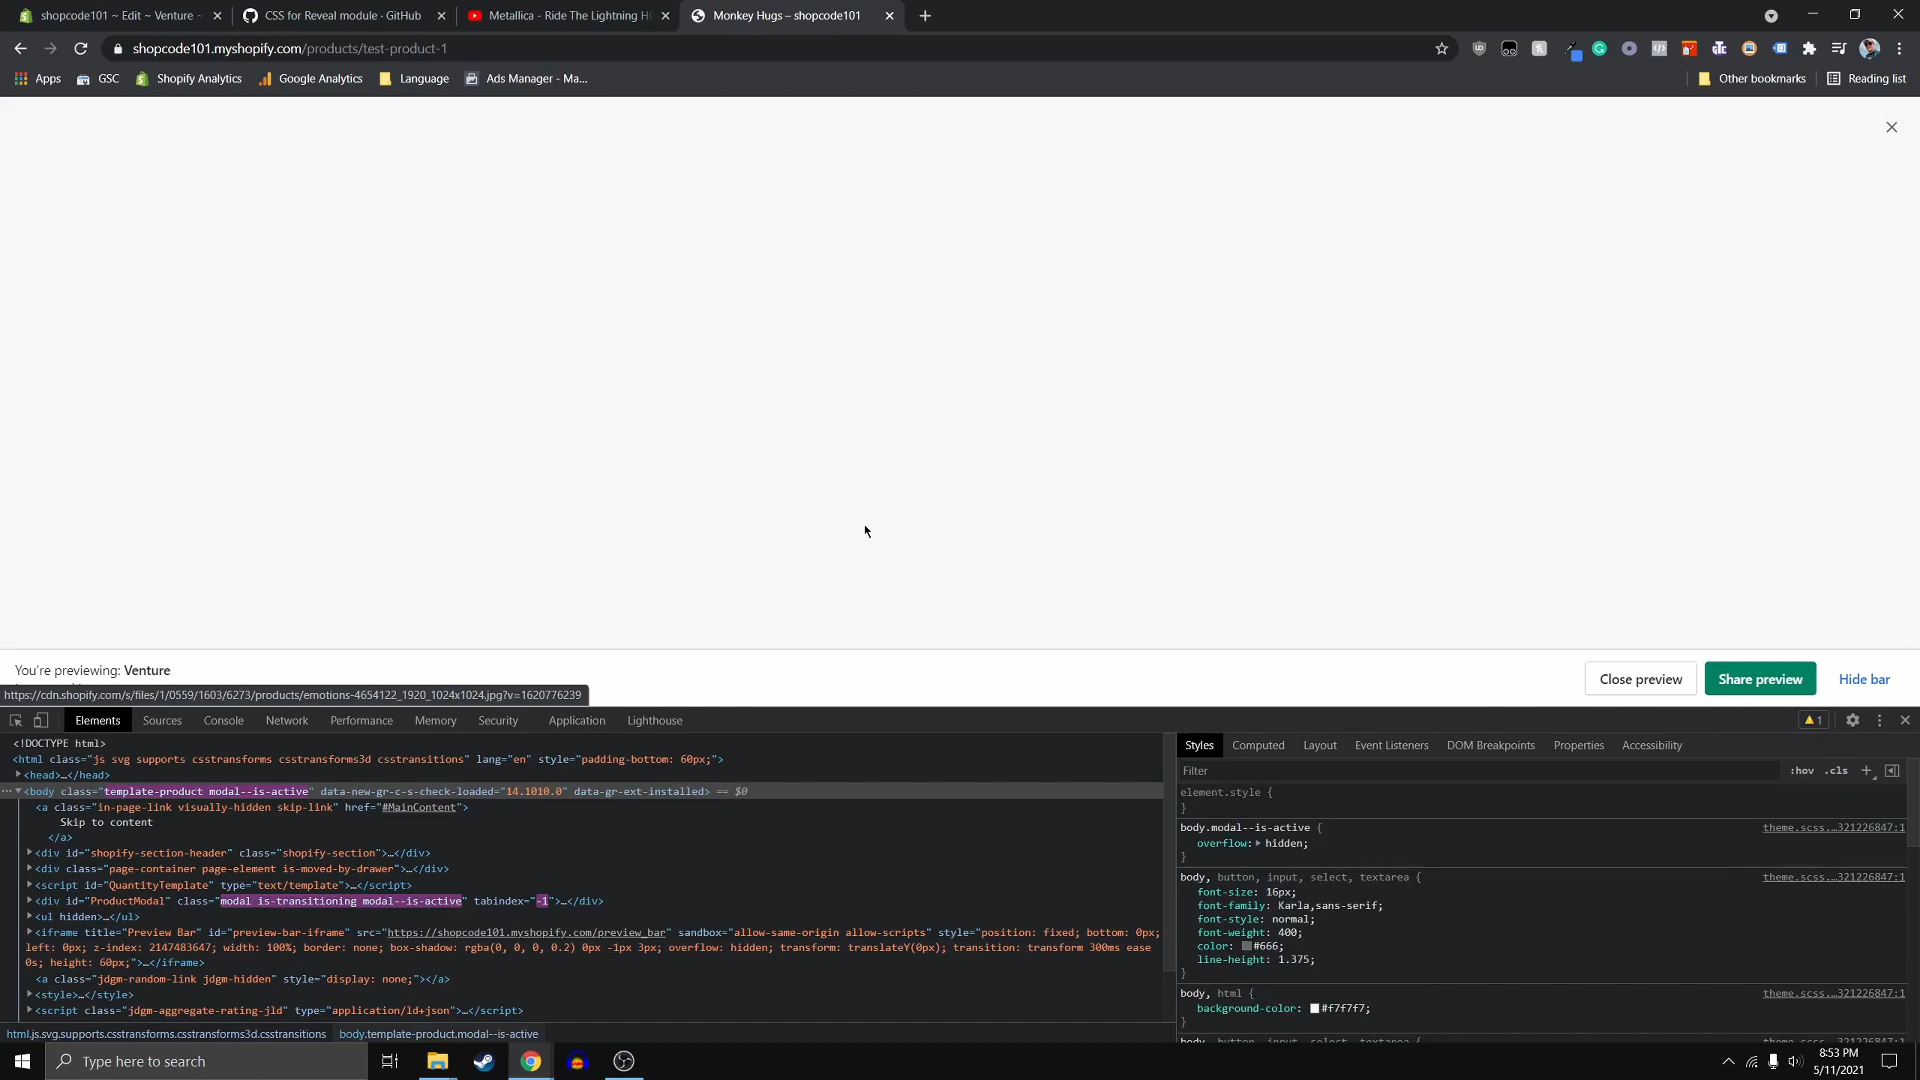 shopcode101 ~ Edit ~ Venture ~
CSS for Reveal module · GitHub
Metallica - Ride The Lightning H
Monkey Hugs – shopcode101
shopcode101.myshopify.com/products/test-product-1
Apps
GSC
Shopify Analytics
Google Analytics
Language
Ads Manager - Ma...
Other bookmarks
Reading list
You're previewing: Venture
Close preview
Share preview
Hide bar
https://cdn.shopify.com/s/files/1/0559/1603/6273/products/emotions-4654122_1920_1024x1024.jpg?v=1620776239
Elements
Sources
Console
Network
Performance
Memory
Security
Application
Lighthouse
1
<!DOCTYPE html>
<html class="js svg supports csstransforms csstransforms3d csstransitions" lang="en" style="padding-bottom: 60px;">
<head>…</head>
<body class="template-product modal--is-active" data-new-gr-c-s-check-loaded="14.1010.0" data-gr-ext-installed> == $0
<a class="in-page-link visually-hidden skip-link" href="#MainContent">
Skip to content
</a>
<div id="shopify-section-header" class="shopify-section">…</div>
<div class="page-container page-element is-moved-by-drawer">…</div>
<script id="QuantityTemplate" type="text/template">…</script>
<div id="ProductModal" class="modal is-transitioning modal--is-active" tabindex="-1">…</div>
<ul hidden>…</ul>
<iframe title="Preview Bar" id="preview-bar-iframe" src="https://shopcode101.myshopify.com/preview_bar" sandbox="allow-same-origin allow-scripts" style="position: fixed; bottom: 0px;
left: 0px; z-index: 2147483647; width: 100%; border: none; box-shadow: rgba(0, 0, 0, 0.2) 0px -1px 3px; overflow: hidden; transform: translateY(0px); transition: transform 300ms ease
0s; height: 60px;">…</iframe>
<a class="jdgm-random-link jdgm-hidden" style="display: none;"></a>
<style>…</style>
<script class="jdgm-aggregate-rating-jld" type="application/ld+json">…</script>
html.js.svg.supports.csstransforms.csstransforms3d.csstransitions
body.template-product.modal--is-active
Styles
Computed
Layout
Event Listeners
DOM Breakpoints
Properties
Accessibility
Filter
:hov
.cls
element.style {
}
body.modal--is-active {
theme.scss.…321226847:1
overflow: hidden;
}
body, button, input, select, textarea {
theme.scss.…321226847:1
font-size: 16px;
font-family: Karla,sans-serif;
font-style: normal;
font-weight: 400;
color: #666;
line-height: 1.375;
}
body, html {
theme.scss.…321226847:1
background-color: #f7f7f7;
}
body, button, input, select, textarea {
theme.scss.…321226847:1
Type here to search
8:53 PM
5/11/2021